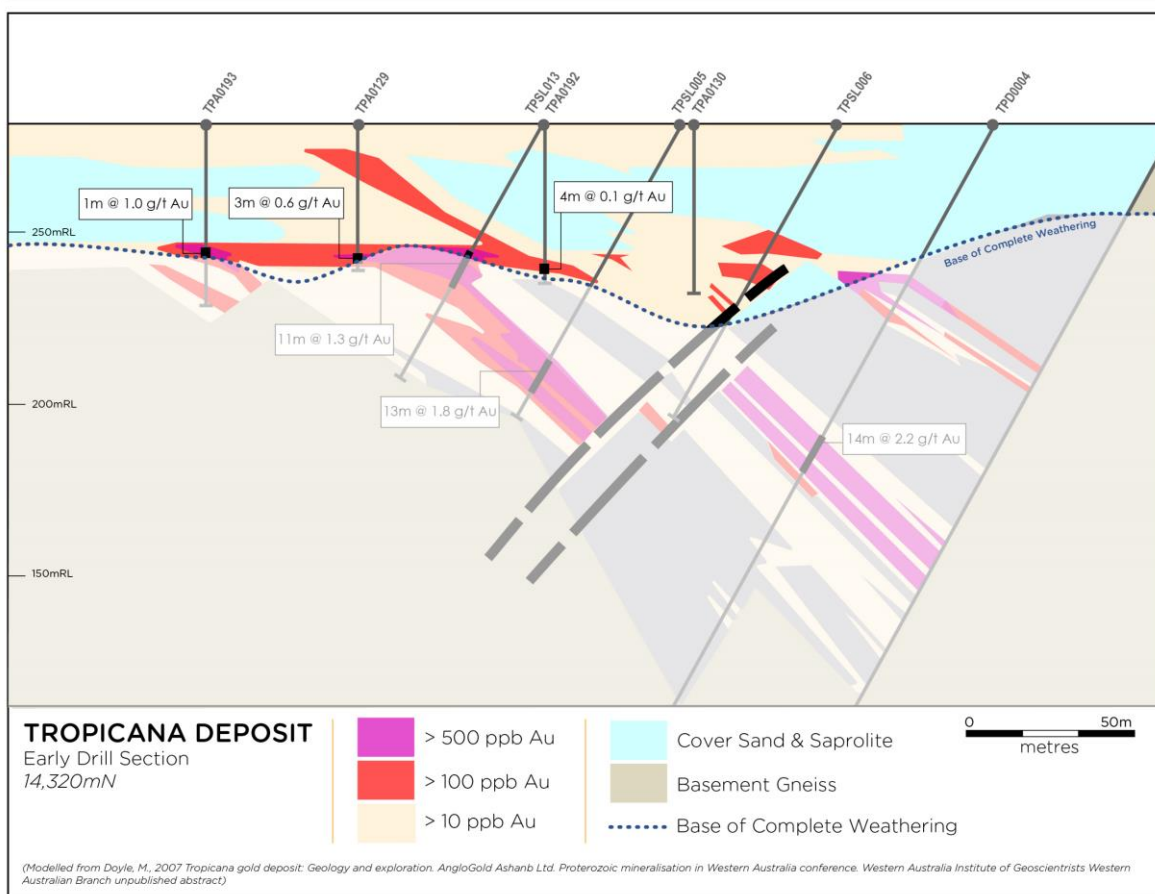 TPA0193
TPA0129
TPSL013
TPA0192
TPSL005
TPA0130
TPSL006
TPD0004
1m @ 1.0 g/t Au
3m @ 0.6 g/t Au
4m @ 0.1 g/t Au
250mRL
Base of Complete Weathering
11m @ 1.3 g/t Au
200mRL
13m @ 1.8 g/t Au
14m @ 2.2 g/t Au
150mRL
TROPICANA DEPOSIT
Early Drill Section
14,320mN
> 500 ppb Au
> 100 ppb Au
> 10 ppb Au
Cover Sand & Saprolite
Basement Gneiss
Base of Complete Weathering
0 50m
metres
(Modelled from Doyle, M., 2007 Tropicana gold deposit: Geology and exploration. AngloGold Ashanb Ltd. Proterozoic mineralisation in Western Australia conference. Western Australia Institute of Geoscientrists Western
Australian Branch unpublished abstract)